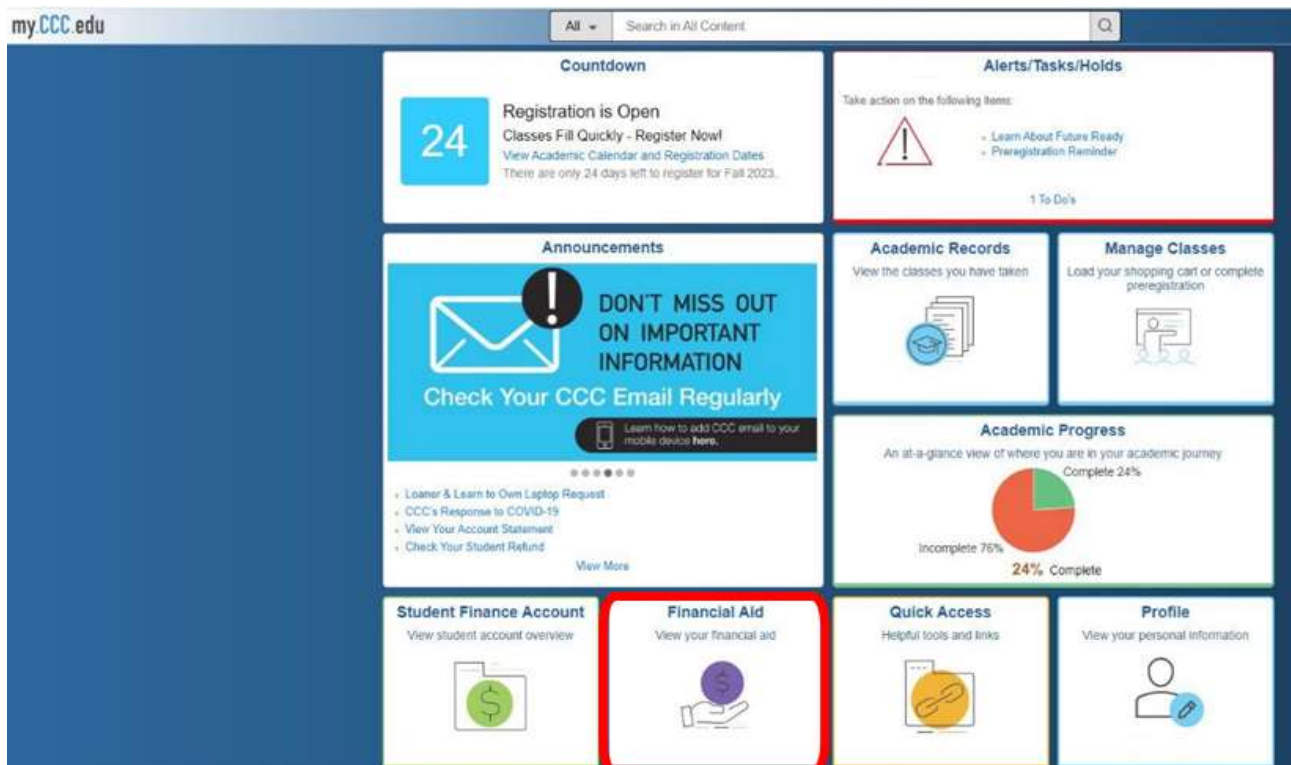 my.CCC.edu
All
Search in All Content
Countdown
24
Registration is Open
Classes Fill Quickly - Register Now!
View Academic Calendar and Registration Dates
There are only 24 days left to register for Fall 2023.
Alerts/Tasks/Holds
Take action on the following items:
Learn About Future Ready
Preregistration Reminder
1 To Do's
Announcements
!
DON'T MISS OUT
ON IMPORTANT
INFORMATION
Check Your CCC Email Regularly
Learn how to add CCC email to your
mobile device here.
Loaner & Learn to Own Laptop Request
CCC's Response to COVID-19
View Your Account Statement
Check Your Student Refund
View More
Academic Records
View the classes you have taken
Manage Classes
Load your shopping cart or complete
preregistration
Academic Progress
An at-a-glance view of where you are in your academic journey
Complete 24%
Incomplete 76%
24% Complete
Student Finance Account
View student account overview
$
Financial Aid
View your financial aid
$
Quick Access
Helpful tools and links
Profile
View your personal information